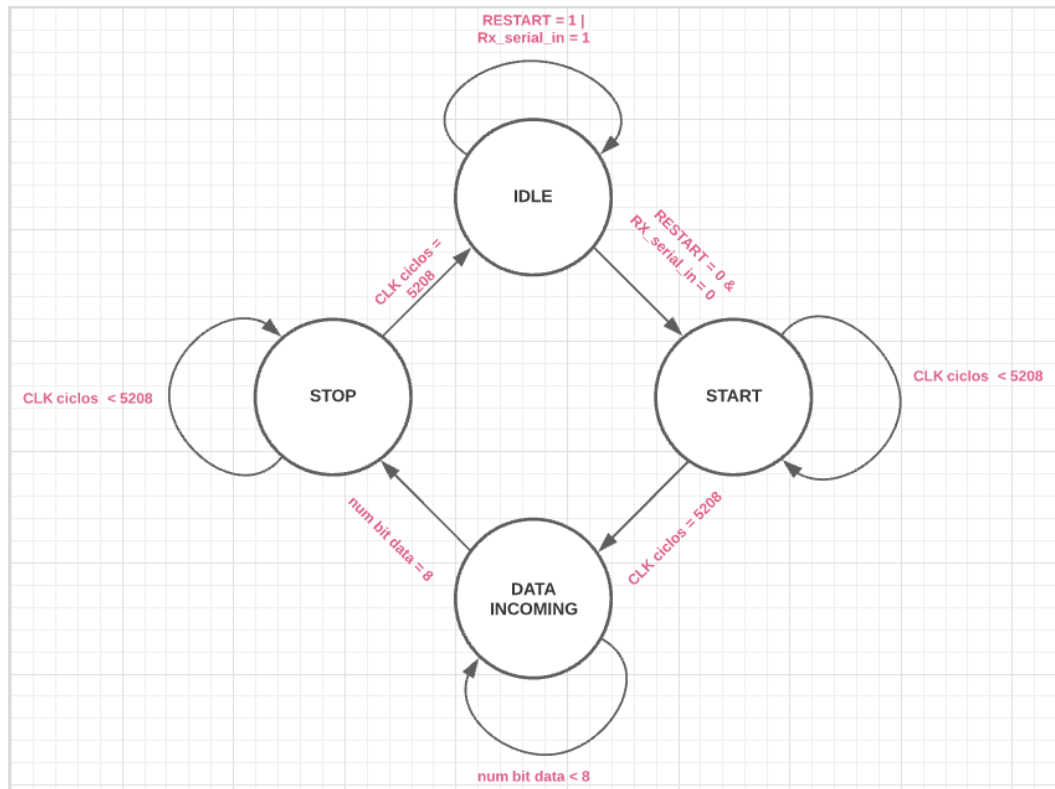 RESTART = 1 |
Rx_serial_in = 1
IDLE
RESTART = 0 &
RX_serial_in = 0
CLK ciclos =
5208
STOP
START
CLK ciclos  < 5208
CLK ciclos  < 5208
num bit data = 8
CLK ciclos = 5208
DATA
INCOMING
num bit data < 8